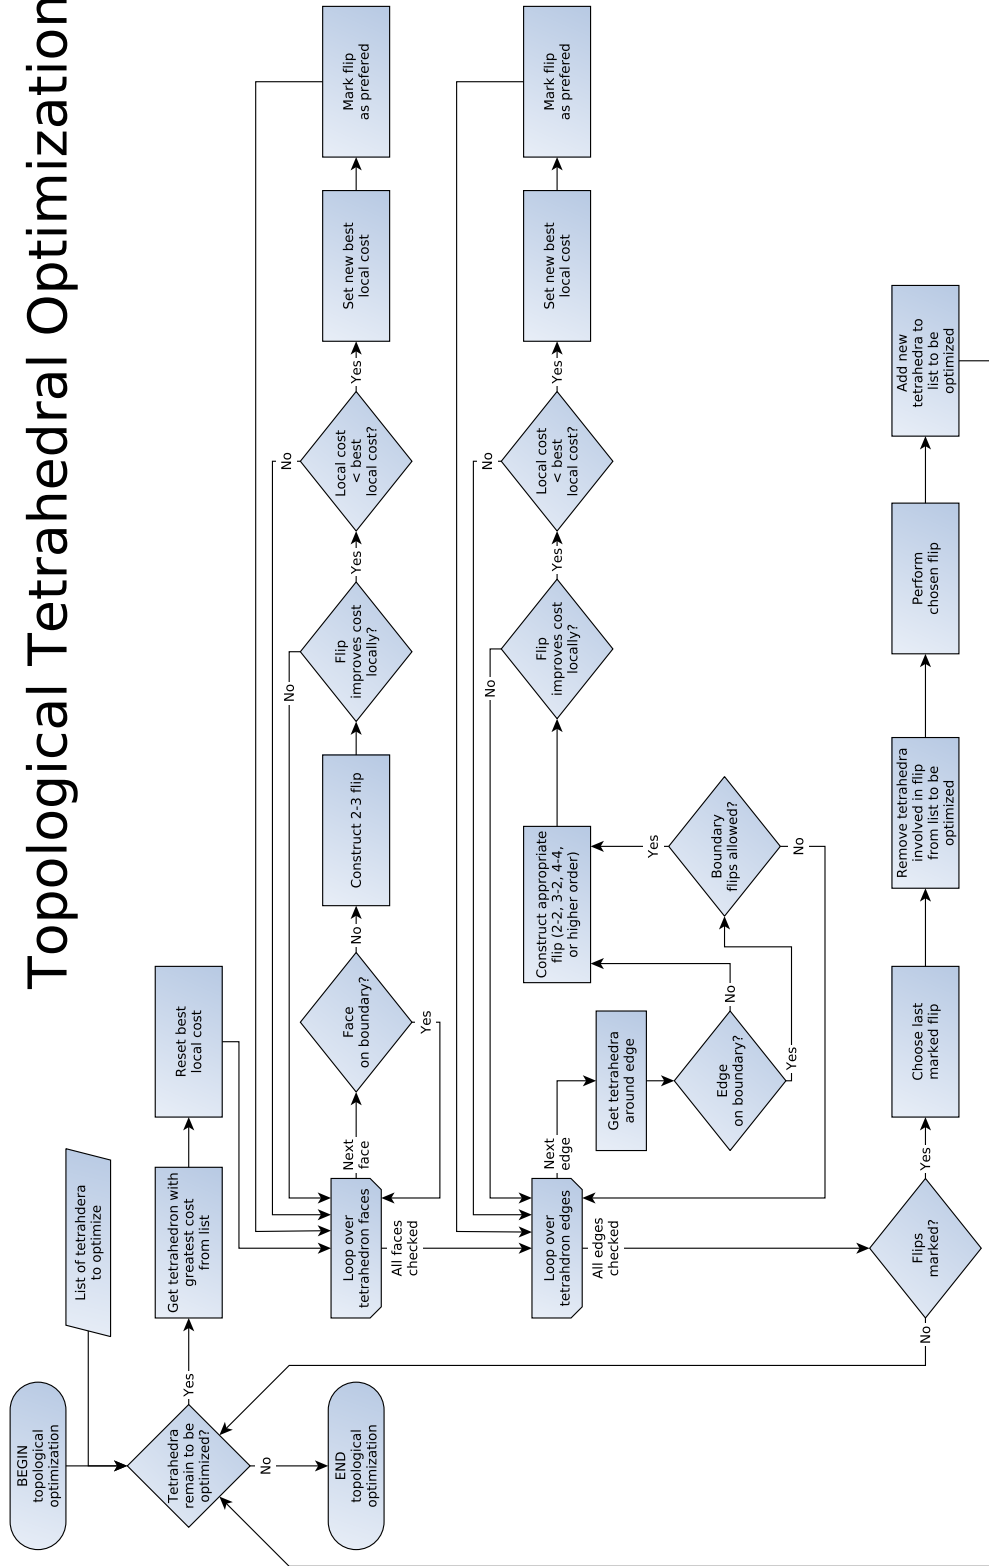 Topological Tetrahedral Optimization
BEGIN
topological
optimization
List of tetrahdera
to optimize
Tetrahedra
remain to be
optimized?
Yes
No
END
topological
optimization
Get tetrahedron with
greatest cost
from list
Reset best
local cost
Loop over
tetrahedron faces
Next
face
All faces
checked
Face
on boundary?
Yes
No
Construct 2-3 flip
Flip
improves cost
locally?
No
Yes
Local cost
< best
local cost?
No
Yes
Set new best
local cost
Mark flip
as prefered
Loop over
tetrahdron edges
Next
edge
All edges
checked
Get tetrahedra
around edge
Edge
on boundary?
No
Yes
Boundary
flips allowed?
Yes
No
Construct appropriate
flip (2-2, 3-2, 4-4,
or higher order)
Flip
improves cost
locally?
No
Yes
Local cost
< best
local cost?
No
Yes
Set new best
local cost
Mark flip
as prefered
Flips
marked?
No
Yes
Choose last
marked flip
Remove tetrahedra
involved in flip
from list to be
optimized
Perform
chosen flip
Add new
tetrahedra to
list to be
optimized